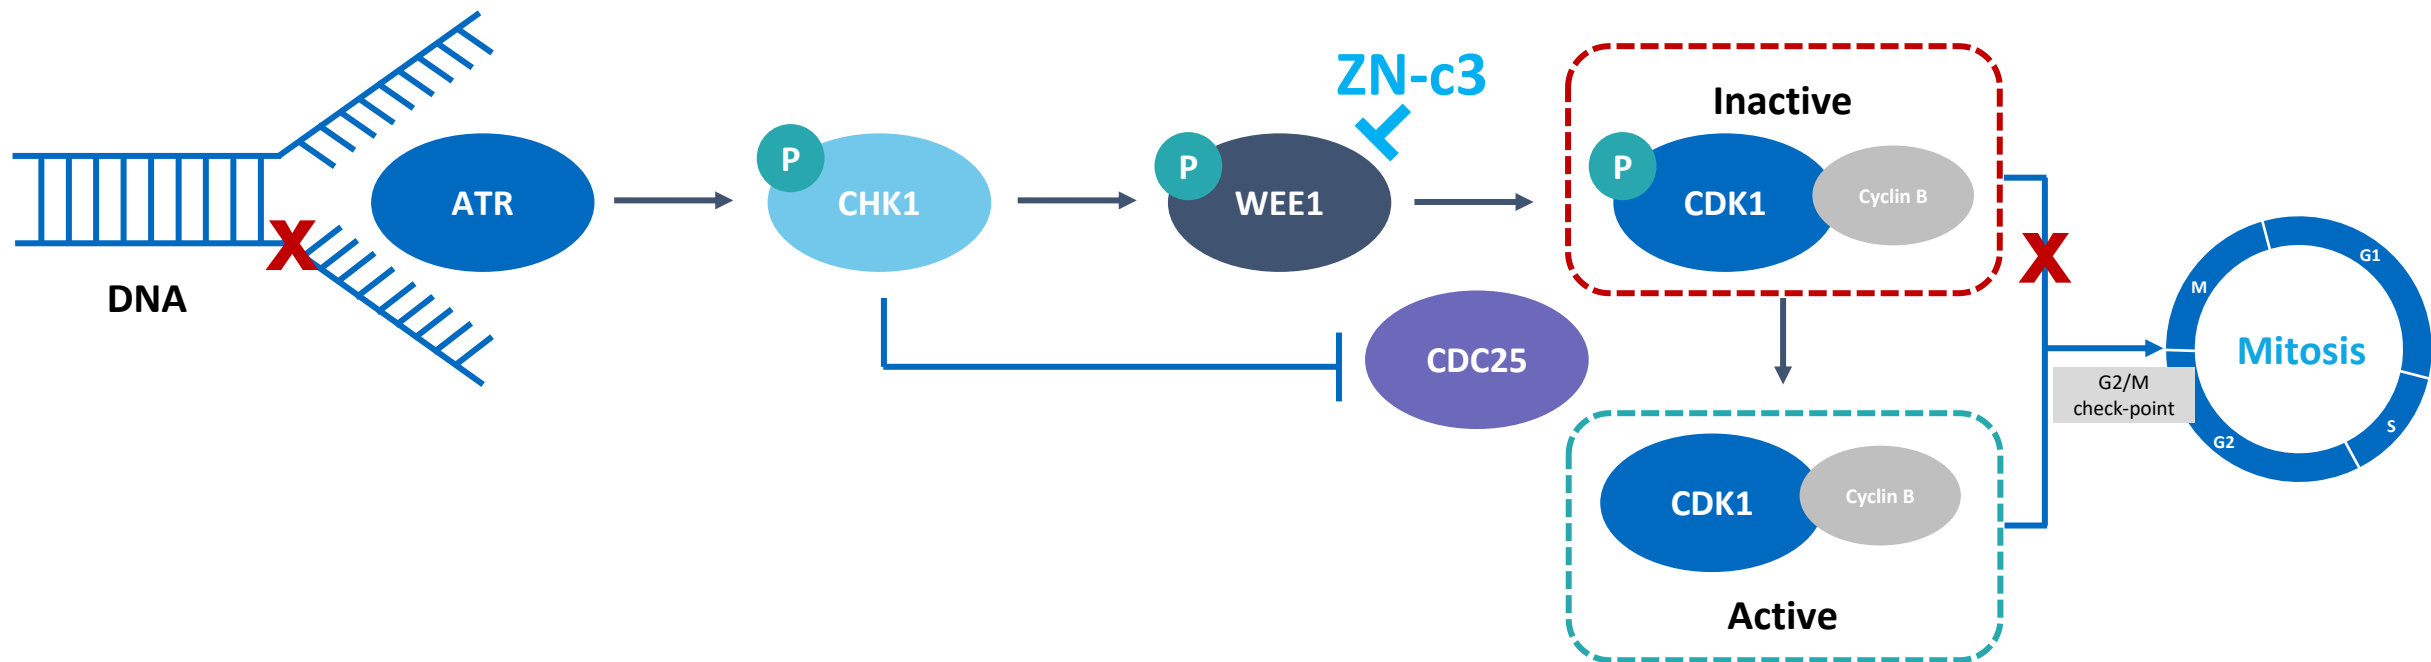 DNA
X
ATR
P
CHK1
P
WEE1
ZN-c3
CDC25
Inactive
P
CDK1
Cyclin B
CDK1
Cyclin B
Active
X
G2/M
check-point
M
G1
Mitosis
S
G2